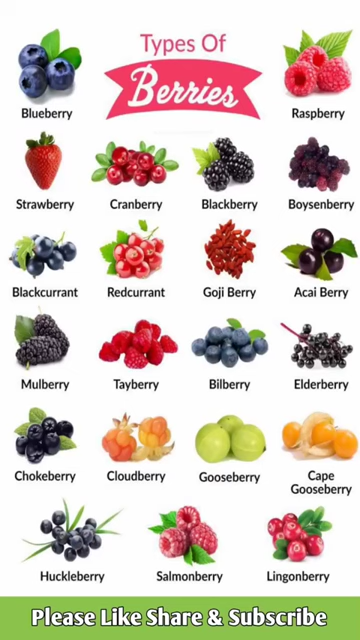 Types Of
Berries
Blueberry
Raspberry
Strawberry
Cranberry
Blackberry
Boysenberry
Blackcurrant
Redcurrant
Goji Berry
Acai Berry
Mulberry
Tayberry
Bilberry
Elderberry
Chokeberry
Cloudberry
Gooseberry
Cape
Gooseberry
Huckleberry
Salmonberry
Lingonberry
Please Like Share & Subscribe